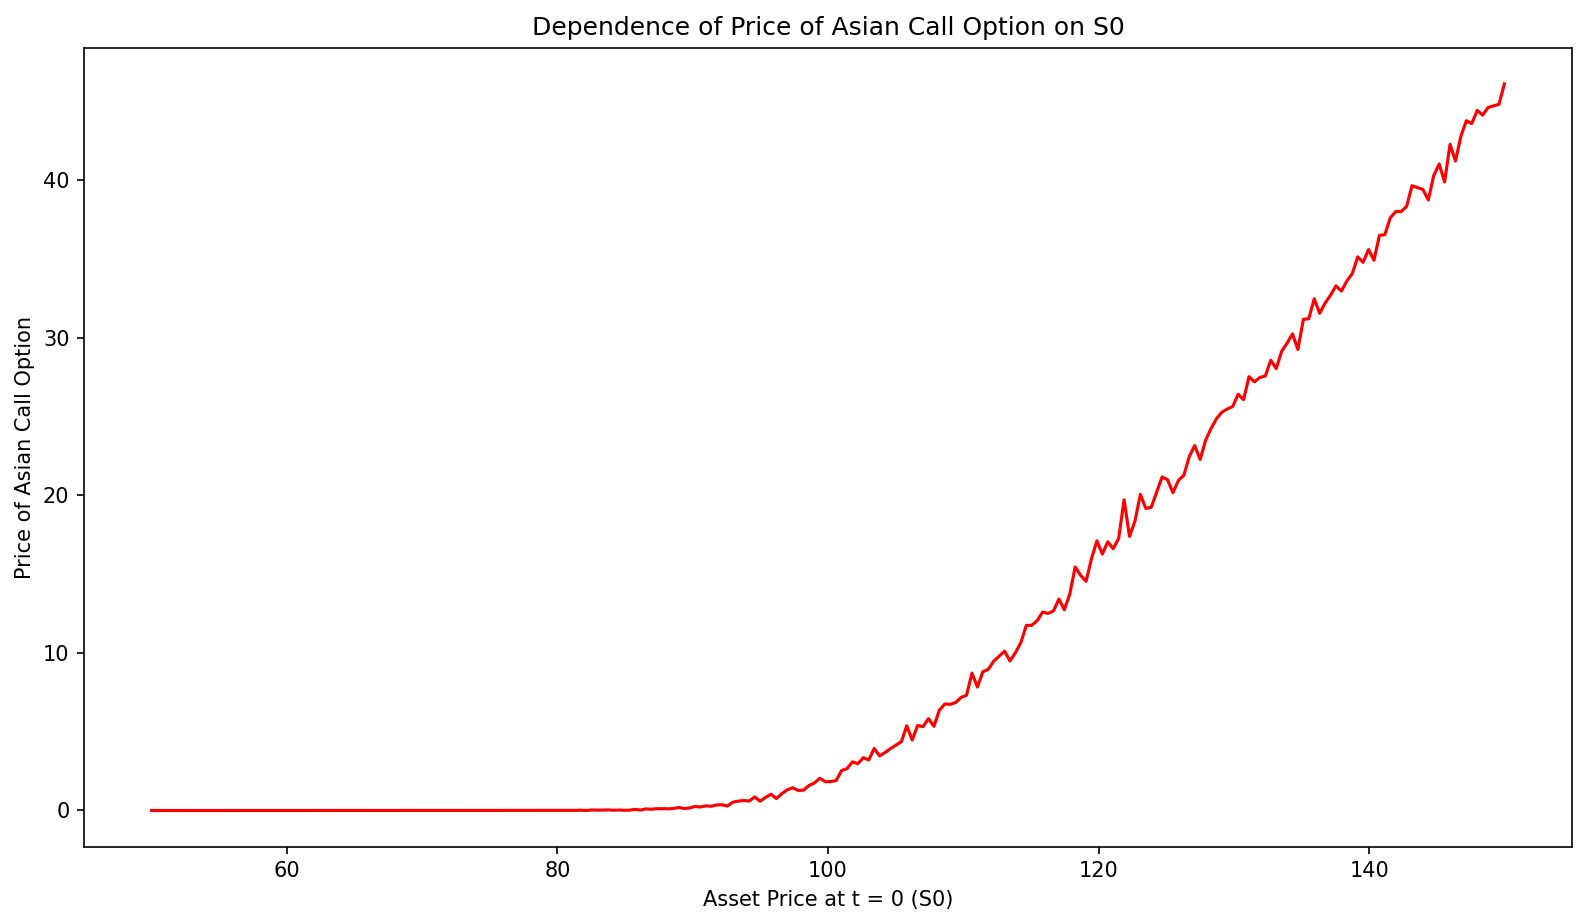 Dependence of Price of Asian Call Option on S0
Price of Asian Call Option
40
30
20
10
0
60 80 100 120 140
Asset Price at t = 0 (S0)